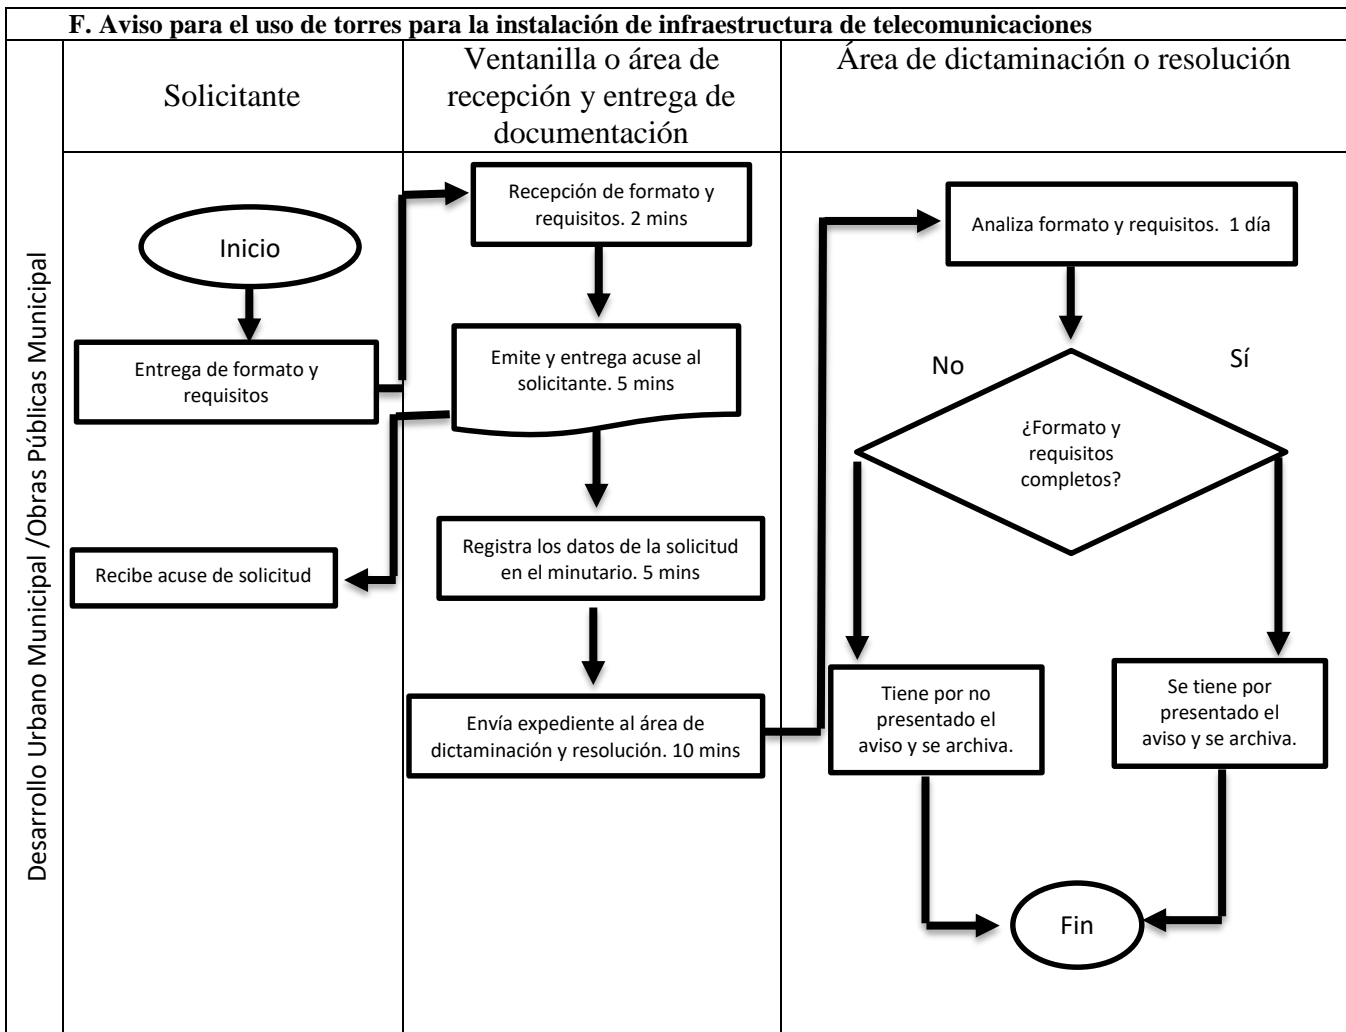 F. Aviso para el uso de torres para la instalación de infraestructura de telecomunicaciones
Desarrollo Urbano Municipal /Obras Públicas Municipal
Solicitante
Ventanilla o área de
recepción y entrega de
documentación
Área de dictaminación o resolución
Inicio
Entrega de formato y
requisitos
Recibe acuse de solicitud
Recepción de formato y
requisitos. 2 mins
Emite y entrega acuse al
solicitante. 5 mins
Registra los datos de la solicitud
en el minutario. 5 mins
Envía expediente al área de
dictaminación y resolución. 10 mins
Analiza formato y requisitos.  1 día
No
Sí
¿Formato y
requisitos
completos?
Tiene por no
presentado el
aviso y se archiva.
Se tiene por
presentado el
aviso y se archiva.
Fin